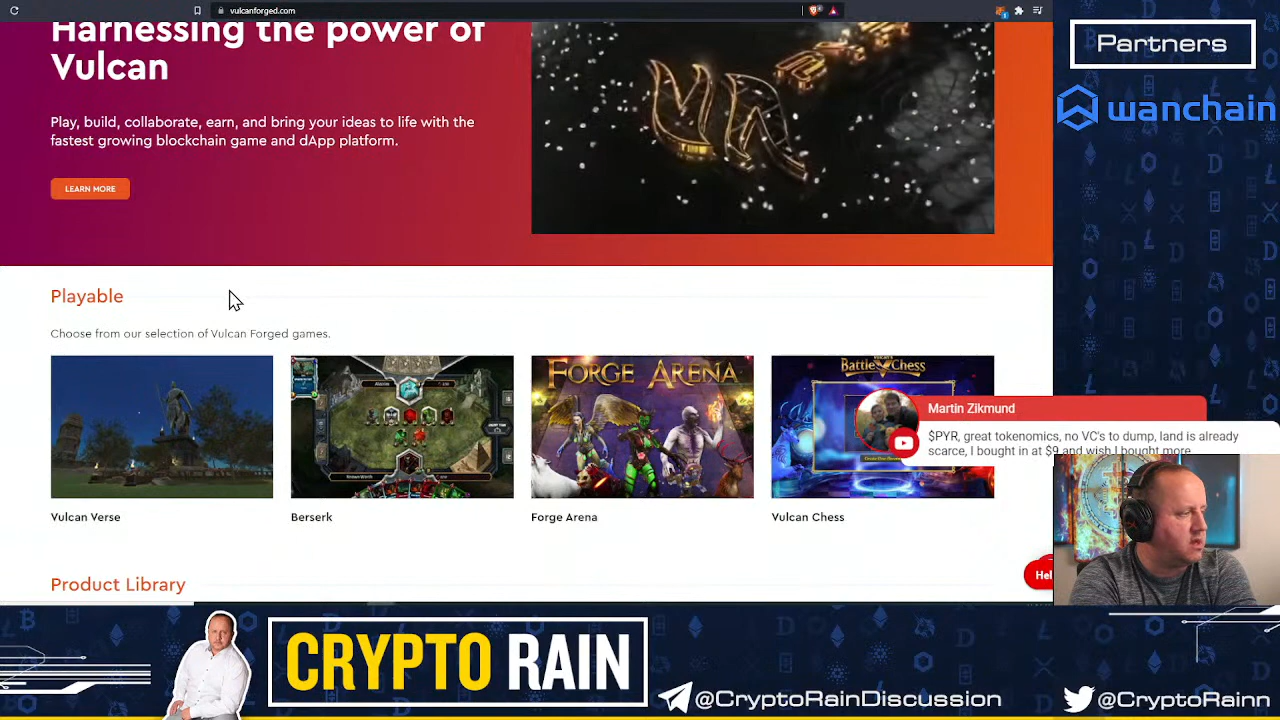 vulcanforged.com
Harnessing the power of
Vulcan
Play, build, collaborate, earn, and bring your ideas to life with the
fastest growing blockchain game and dApp platform.
LEARN MORE
Playable
Choose from our selection of Vulcan Forged games.
FORGE ARENA
Battle Chess
Vulcan Verse
Berserk
Forge Arena
Vulcan Chess
Product Library
Partners
wanchain
Martin Zikmund
$PYR, great tokenomics, no VC's to dump, land is already
scarce, I bought in at $9 and wish I bought more
Hel
CRYPTO RAIN
@CryptoRainDiscussion
@CryptoRainn